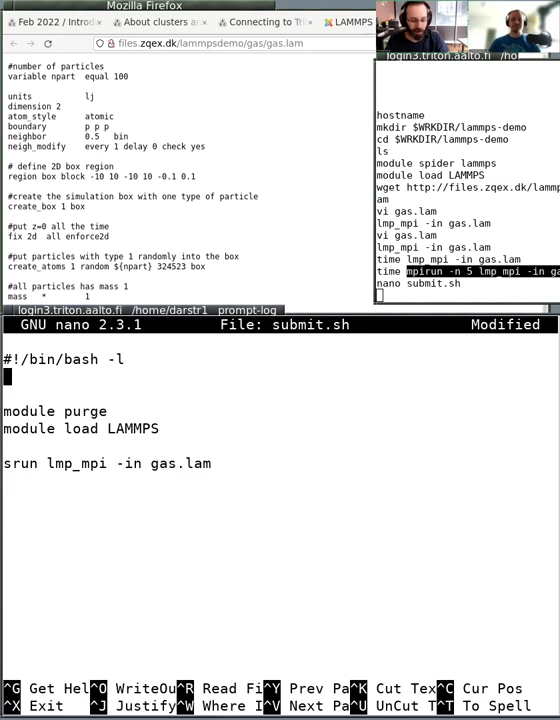 Mozilla Firefox
Feb 2022 / Introd
About clusters a
Connecting to Tri
LAMMPS
files.zqex.dk/lammpsdemo/gas/gas.lam
#number of particles
variable npart equal 100
units lj
dimension 2
atom_style atomic
boundary p p p
neighbor 0.5 bin
neigh_modify every 1 delay 0 check yes
# define 2D box region
region box block -10 10 -10 10 -0.1 0.1
#create the simulation box with one type of particle
create_box 1 box
#put z=0 all the time
fix 2d all enforce2d
#put particles with type 1 randomly into the box
create_atoms 1 random ${npart} 324523 box
#all particles has mass 1
mass * 1
login3.triton.aalto.fi /ho
hostname
mkdir $WRKDIR/lammps-demo
cd $WRKDIR/lammps-demo
ls
module spider lammps
module load LAMMPS
wget http://files.zqex.dk/lammp
am
vi gas.lam
lmp_mpi -in gas.lam
vi gas.lam
lmp_mpi -in gas.lam
time lmp_mpi -in gas.lam
time mpirun -n 5 lmp_mpi -in ga
nano submit.sh
login3.triton.aalto.fi /home/darstr1 prompt-log
GNU nano 2.3.1 File: submit.sh Modified
#!/bin/bash -l
module purge
module load LAMMPS
srun lmp_mpi -in gas.lam
^G Get Hel^O WriteOu^R Read Fi^Y Prev Pa^K Cut Tex^C Cur Pos
^X Exit ^J Justify^W Where I^V Next Pa^U UnCut T^T To Spell